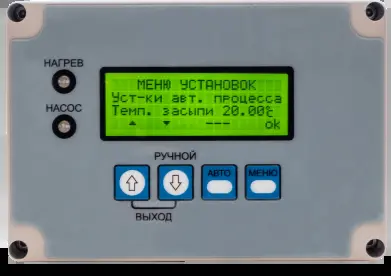 НАГРЕВ
НАСОС
МЕНЮ УСТАНОВОК
Уст-ки авт. процесса
Темп. засыпи 20.00°C
▲ ▼ --- ok
РУЧНОЙ
АВТО
МЕНЮ
ВЫХОД